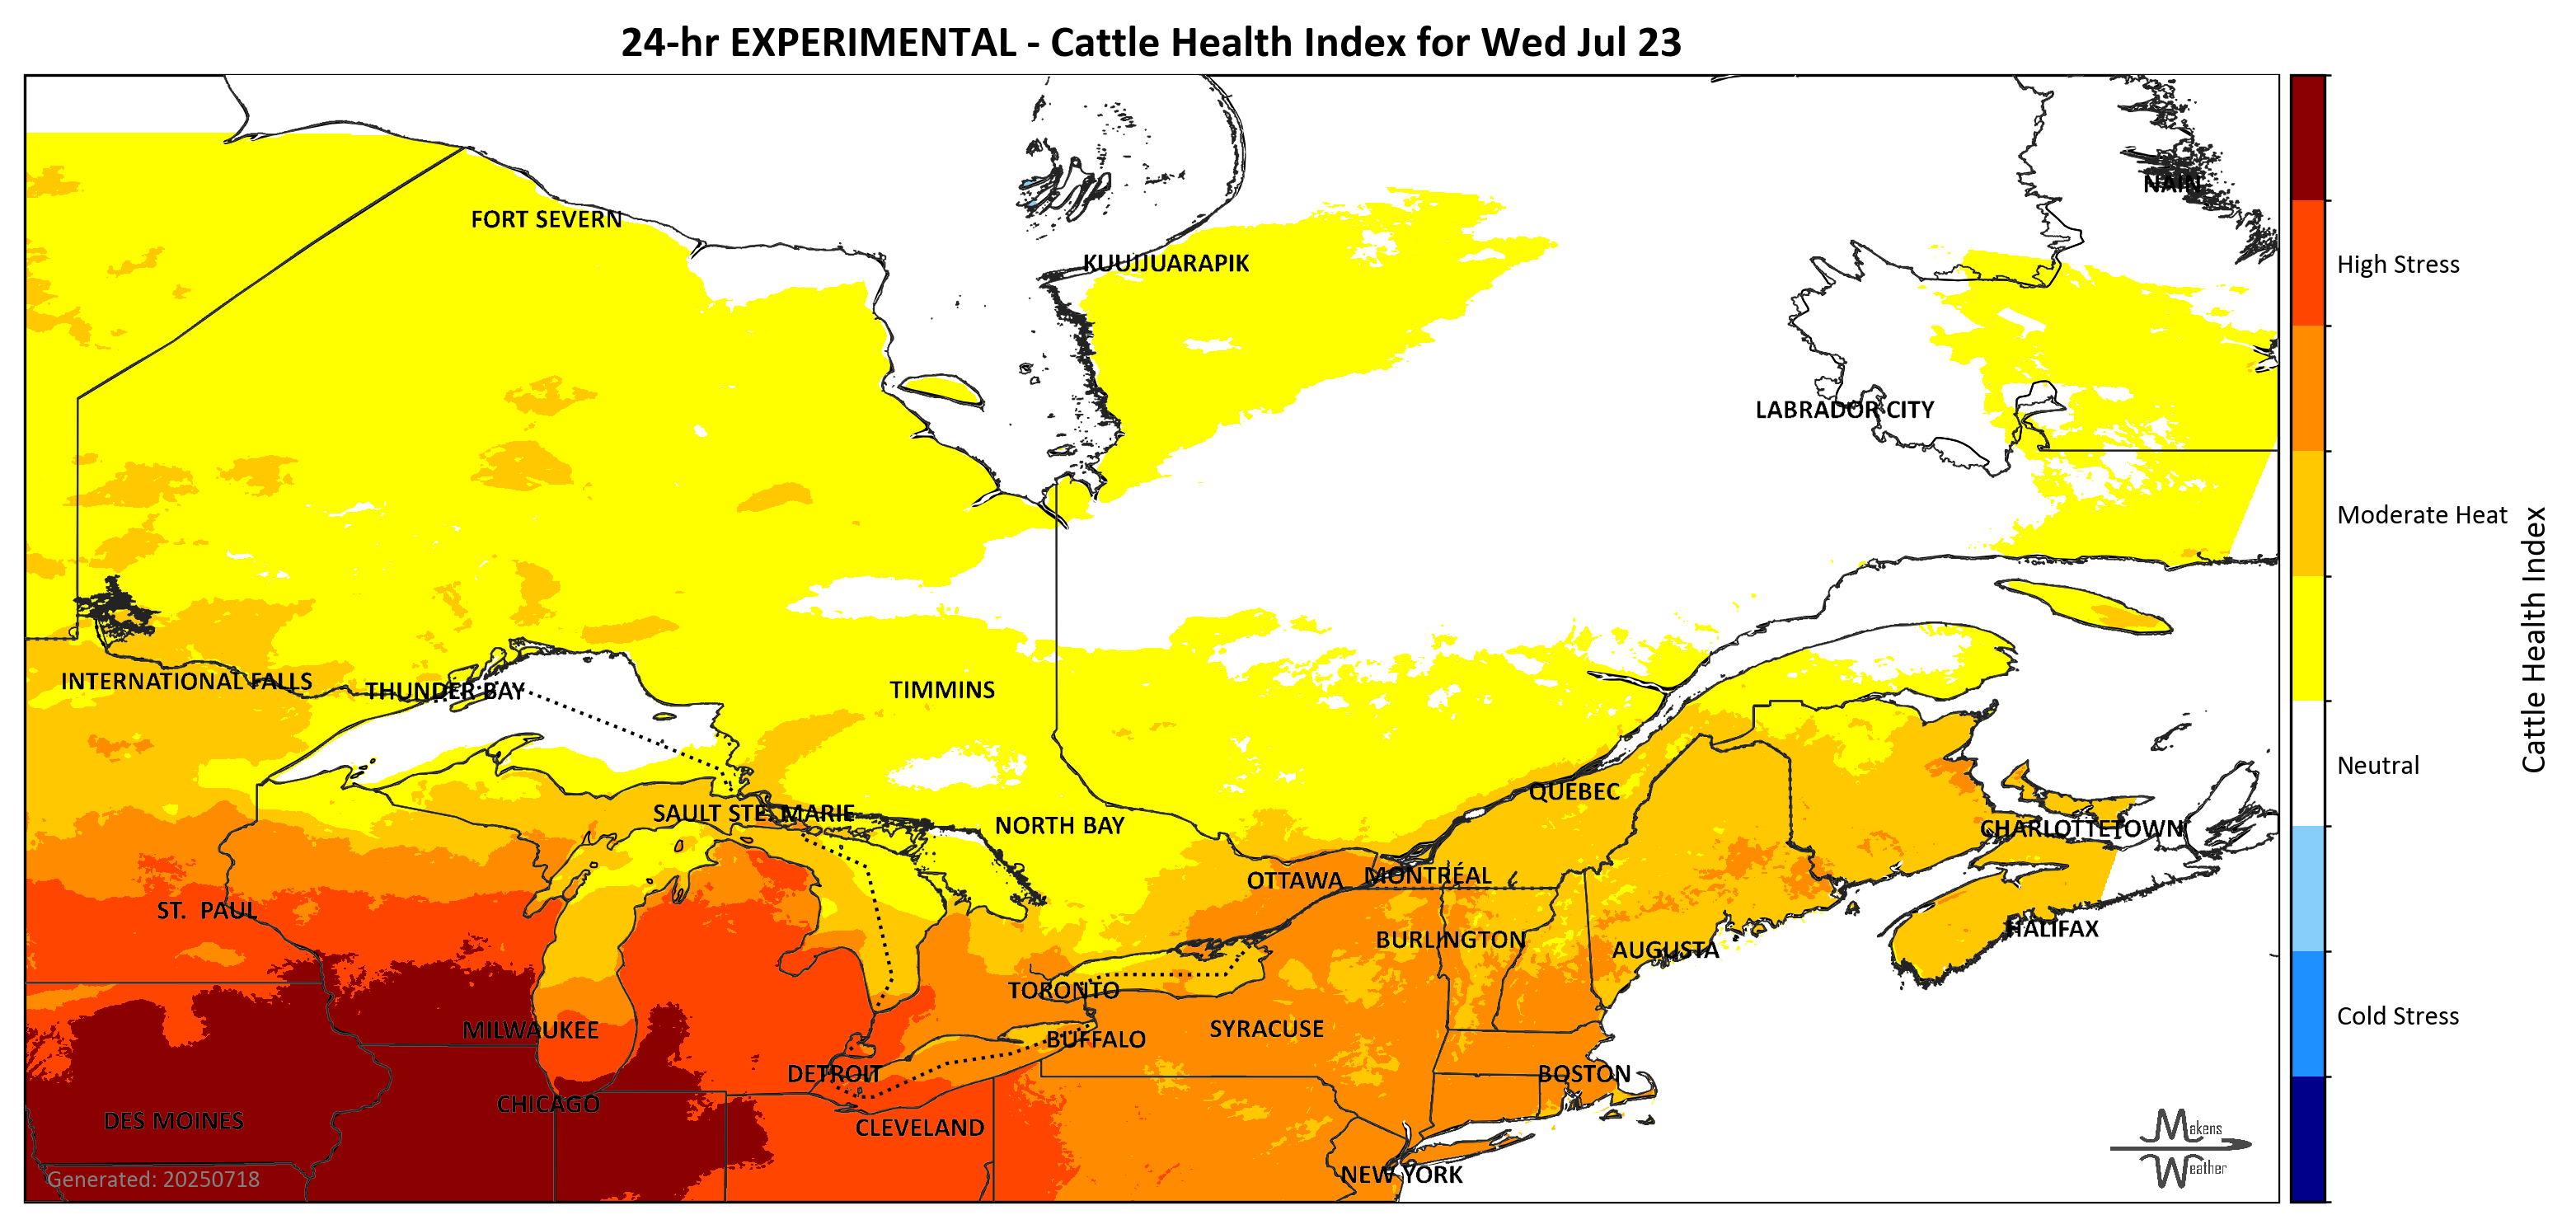 24-hr EXPERIMENTAL - Cattle Health Index for Wed Jul 23
NAIN
FORT SEVERN
KUUJJUARAPIK
High Stress
LABRADOR CITY
Moderate Heat
INTERNATIONAL FALLS
THUNDER BAY
TIMMINS
Cattle Health Index
Neutral
QUEBEC
SAULT STE. MARIE
NORTH BAY
CHARLOTTETOWN
OTTAWA
MONTRÉAL
ST. PAUL
HALIFAX
BURLINGTON
AUGUSTA
TORONTO
Cold Stress
MILWAUKEE
SYRACUSE
BUFFALO
DETROIT
BOSTON
CHICAGO
DES MOINES
CLEVELAND
Makens
Weather
NEW YORK
Generated: 20250718